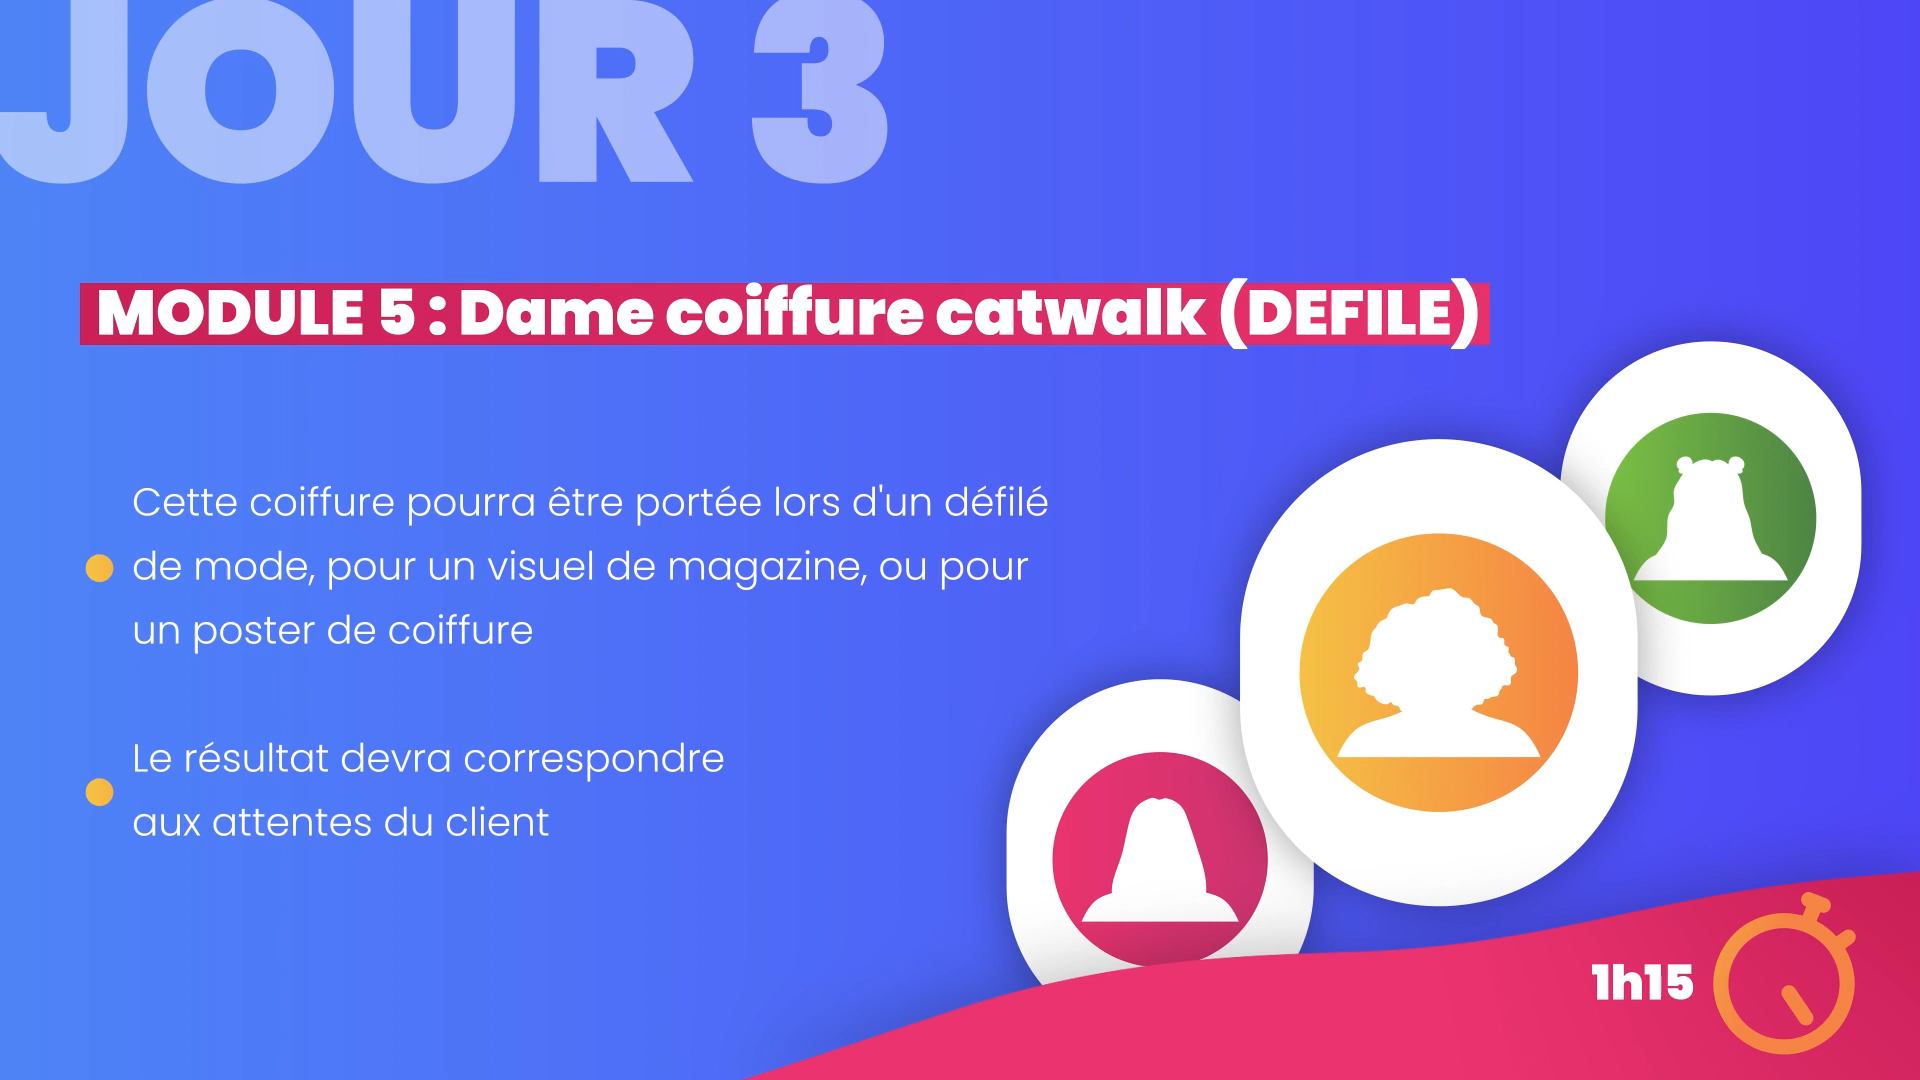 JOUR 3
MODULE 5 : Dame coiffure catwalk (DEFILE)
Cette coiffure pourra être portée lors d'un défilé
de mode, pour un visuel de magazine, ou pour
un poster de coiffure
Le résultat devra correspondre
aux attentes du client
1h15